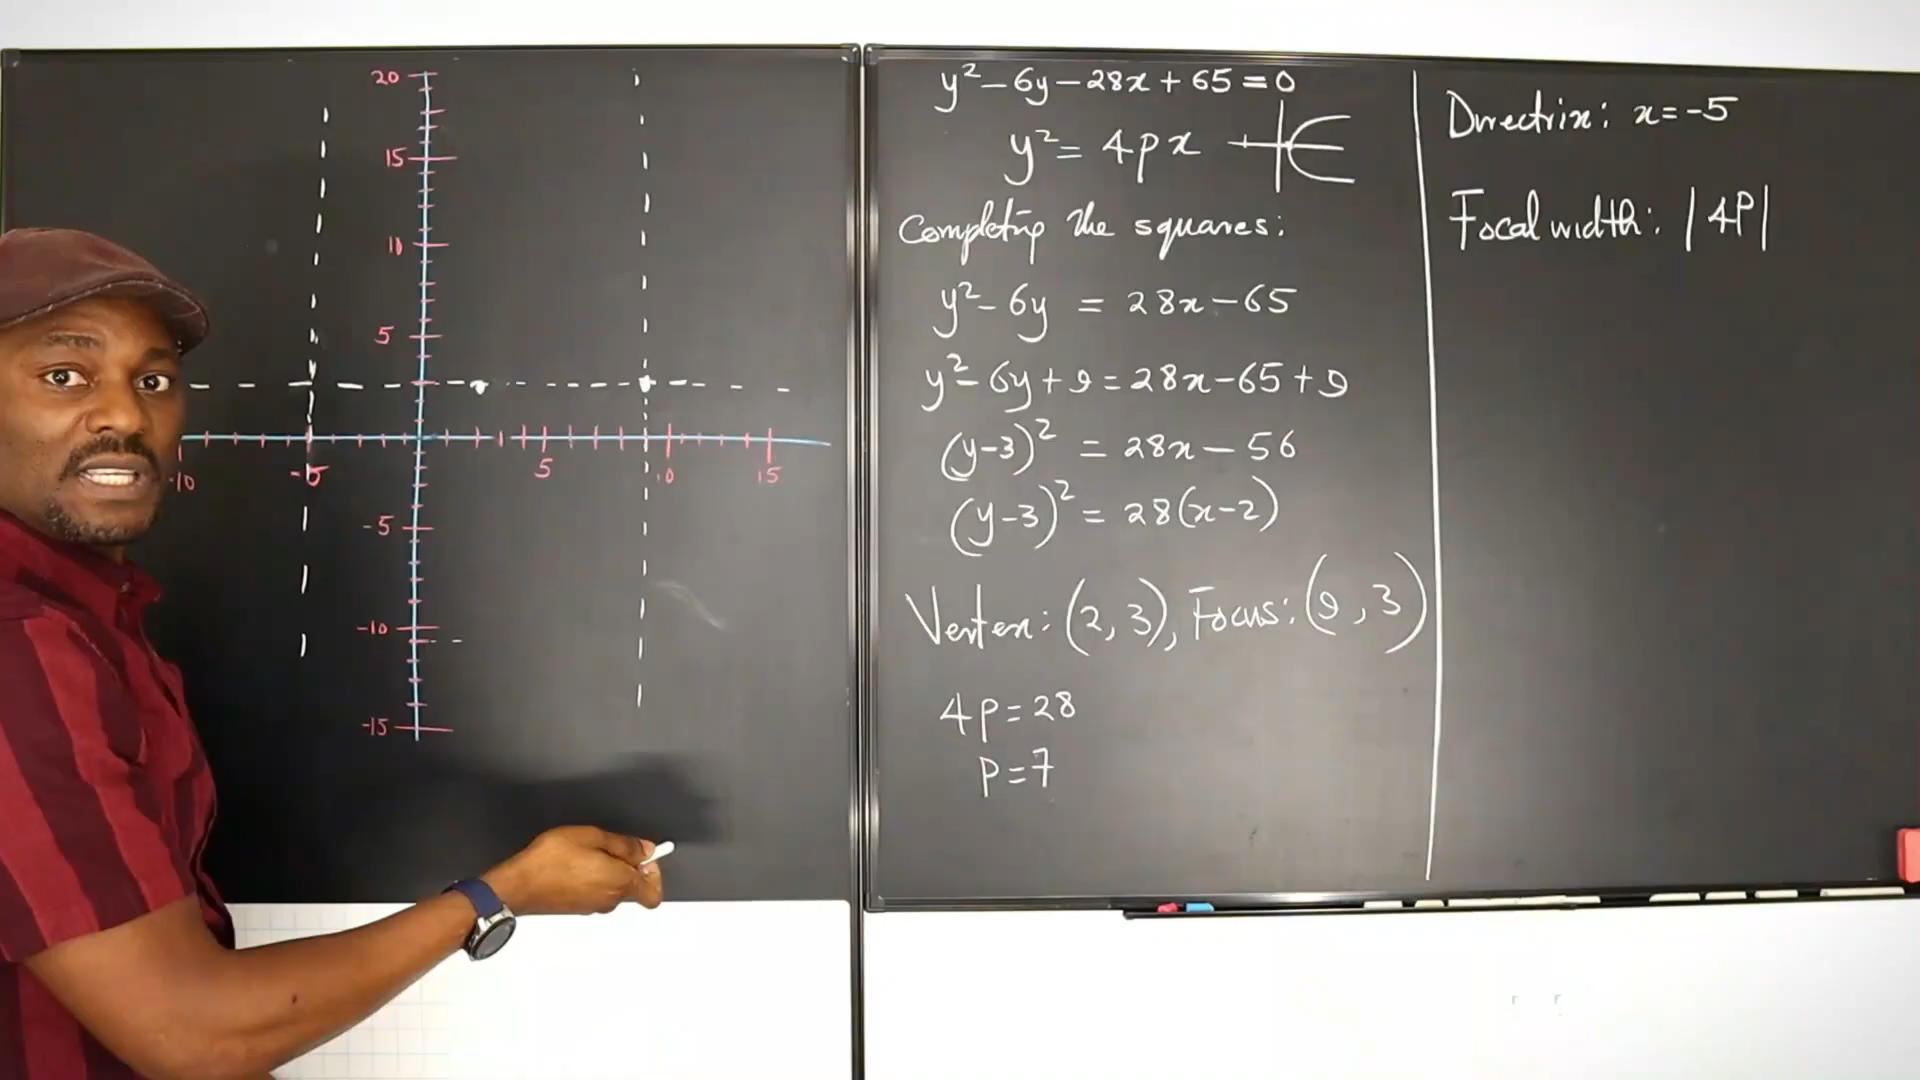 20
15
10
5
-10
-5
5
10
15
-5
-10
-15
y² - 6y - 28x + 65 = 0
y² = 4px
Completing the squares:
y² - 6y = 28x - 65
y² - 6y + 9 = 28x - 65 + 9
(y-3)² = 28x - 56
(y-3)² = 28(x-2)
Vertex: (2, 3), Focus: (9, 3)
4p = 28
p = 7
Directrix: x = -5
Focal width: |4P|